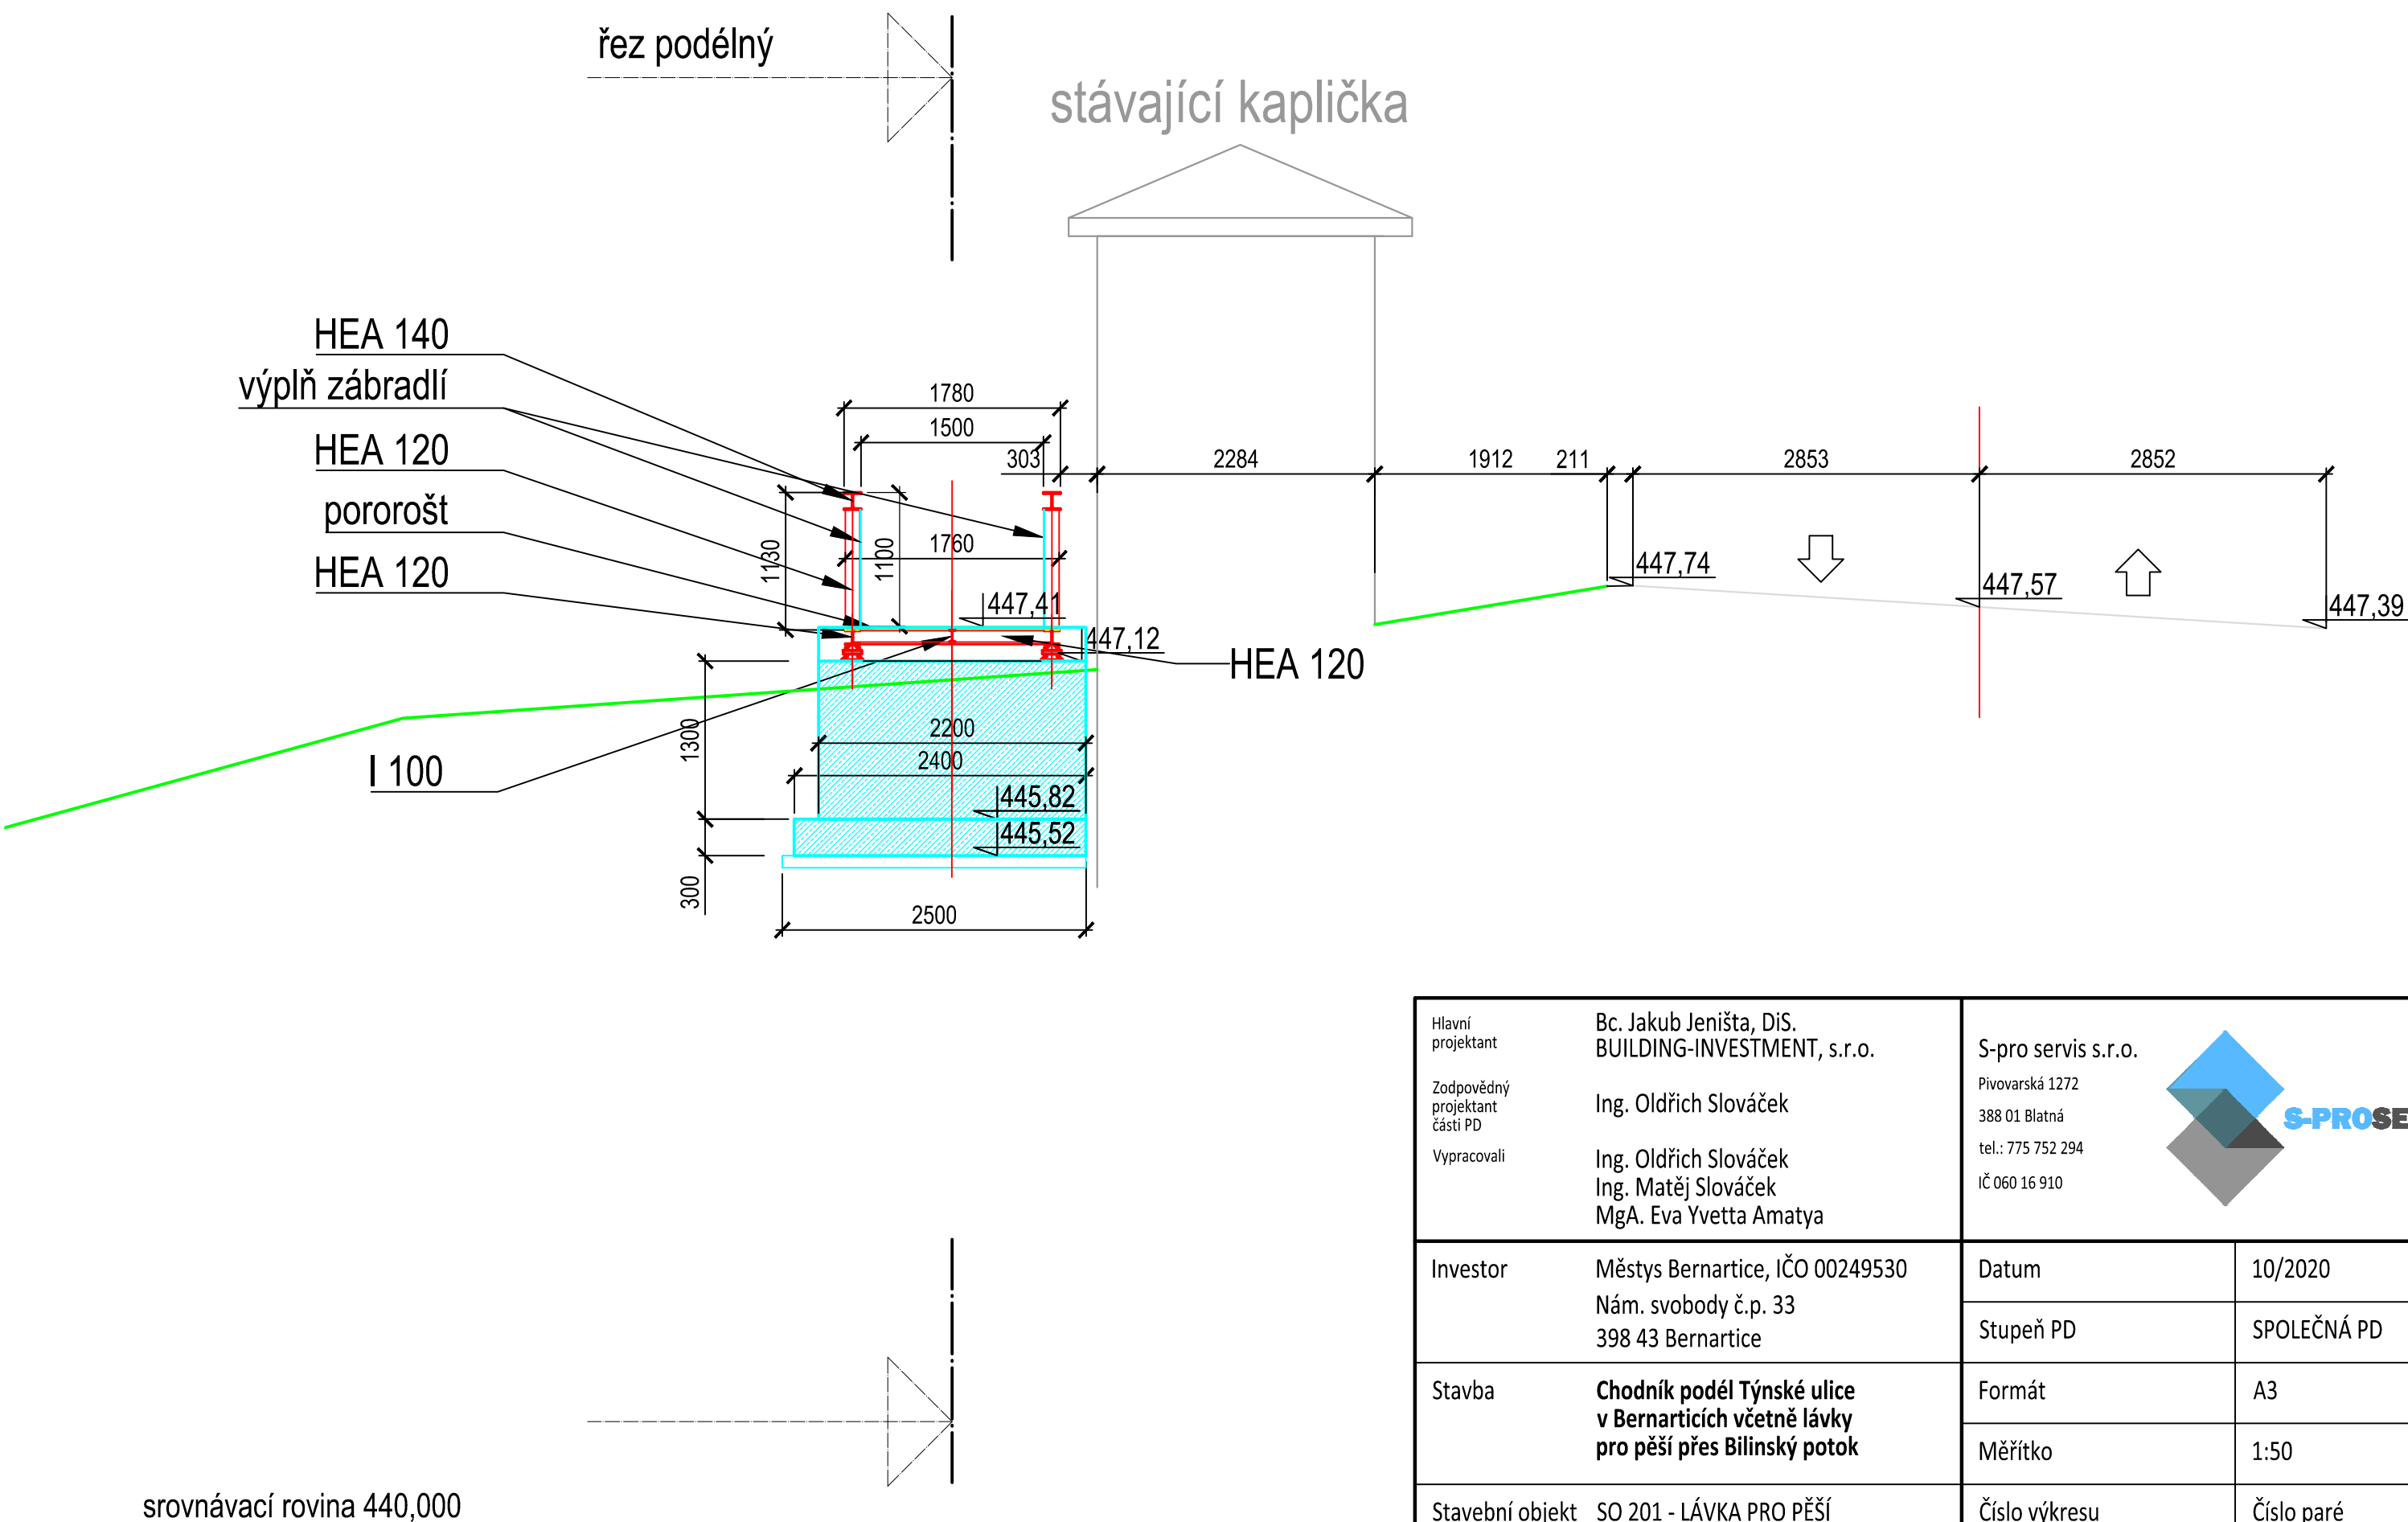 řez podélný
stávající kaplička
HEA 140
výplň zábradlí
HEA 120
pororošt
HEA 120
I 100
1780
1500
303
2284
1912
211
2853
2852
1130
1100
1760
447,41
447,12
HEA 120
447,74
447,57
447,39
1300
2200
2400
445,82
445,52
300
2500
Hlavní
projektant
Bc. Jakub Jeništa, DiS.
BUILDING-INVESTMENT, s.r.o.
Zodpovědný
projektant
části PD
Ing. Oldřich Slováček
Vypracovali
Ing. Oldřich Slováček
Ing. Matěj Slováček
MgA. Eva Yvetta Amatya
S-pro servis s.r.o.
Pivovarská 1272
388 01 Blatná
tel.: 775 752 294
IČ 060 16 910
S-PROSE
Investor
Městys Bernartice, IČO 00249530
Nám. svobody č.p. 33
398 43 Bernartice
Datum
10/2020
Stupeň PD
SPOLEČNÁ PD
Stavba
Chodník podél Týnské ulice
v Bernarticích včetně lávky
pro pěší přes Bilinský potok
Formát
A3
Měřítko
1:50
Stavební objekt
SO 201 - LÁVKA PRO PĚŠÍ
Číslo výkresu
Číslo paré
srovnávací rovina 440,000